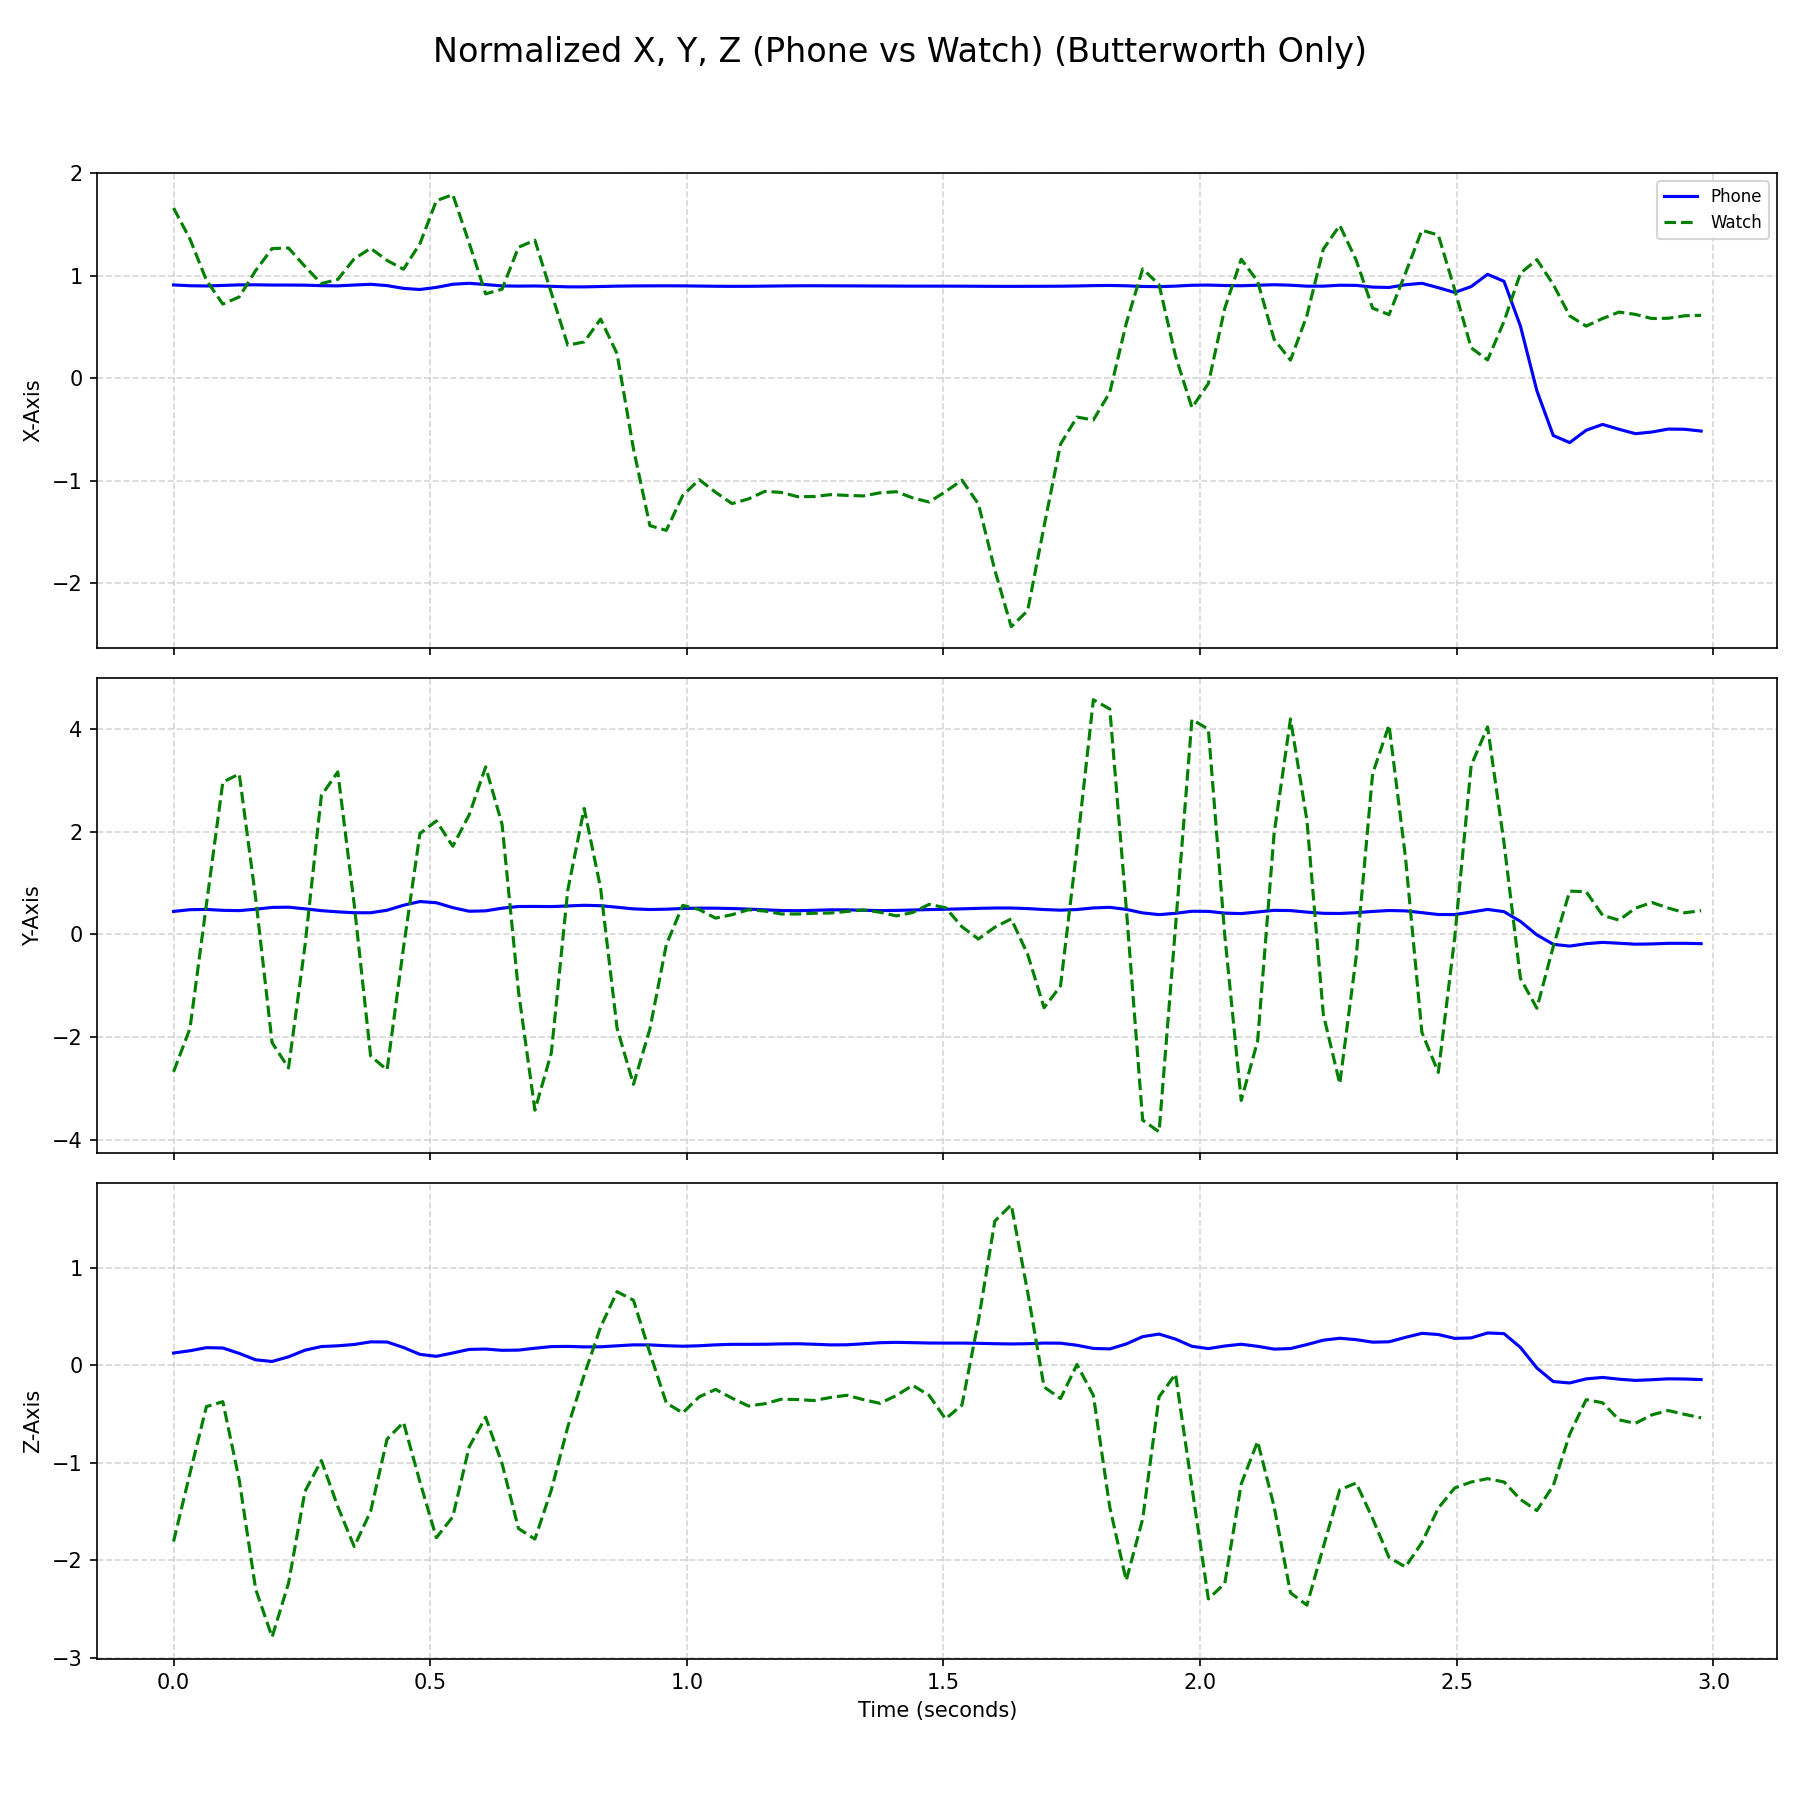 Normalized X, Y, Z (Phone vs Watch) (Butterworth Only)
Phone
Watch
2
1
0
−1
−2
X-Axis
4
2
0
−2
−4
Y-Axis
1
0
−1
−2
−3
Z-Axis
0.0 0.5 1.0 1.5 2.0 2.5 3.0
Time (seconds)